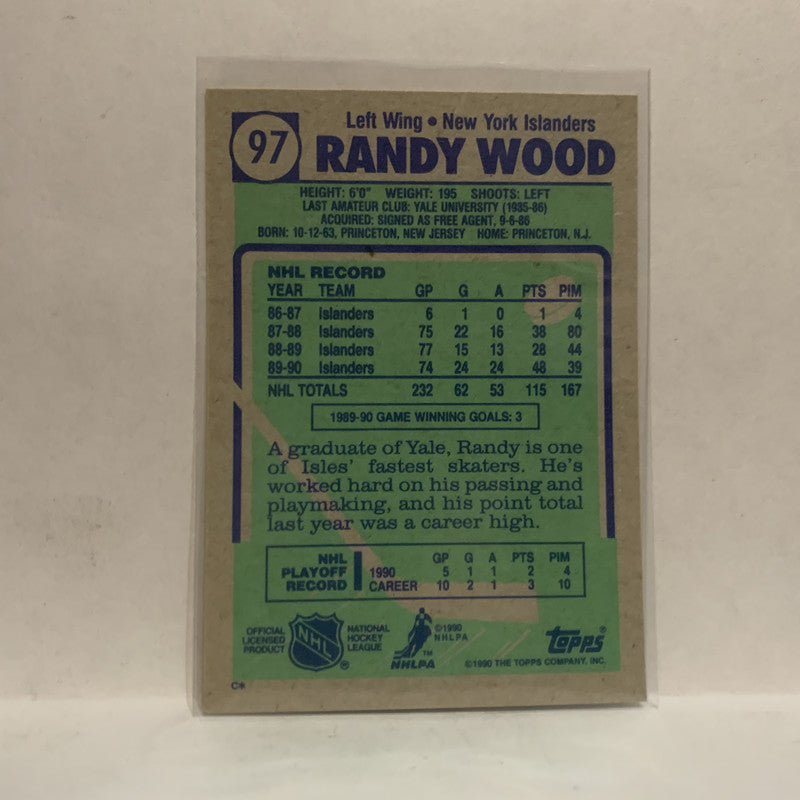 97
Left Wing • New York Islanders
RANDY WOOD
HEIGHT: 6'0" WEIGHT: 195 SHOOTS: LEFT
LAST AMATEUR CLUB: YALE UNIVERSITY (1935-86)
ACQUIRED: SIGNED AS FREE AGENT, 9-6-86
BORN: 10-12-63, PRINCETON, NEW JERSEY HOME: PRINCETON, N.J.
NHL RECORD
YEAR TEAM GP G A PTS PIM
86-87 Islanders 6 1 0 1 4
87-88 Islanders 75 22 16 38 80
88-89 Islanders 77 15 13 28 44
89-90 Islanders 74 24 24 48 39
NHL TOTALS 232 62 53 115 167
1989-90 GAME WINNING GOALS: 3
A graduate of Yale, Randy is one
of Isles' fastest skaters. He's
worked hard on his passing and
playmaking, and his point total
last year was a career high.
NHL PLAYOFF RECORD
GP G A PTS PIM
1990 5 1 1 2 4
CAREER 10 2 1 3 10
OFFICIAL
LICENSED
PRODUCT
NHL
®
NATIONAL
HOCKEY
LEAGUE
©1990
NHLPA
TM
NHLPA
Topps®
©1990 THE TOPPS COMPANY, INC.
C*